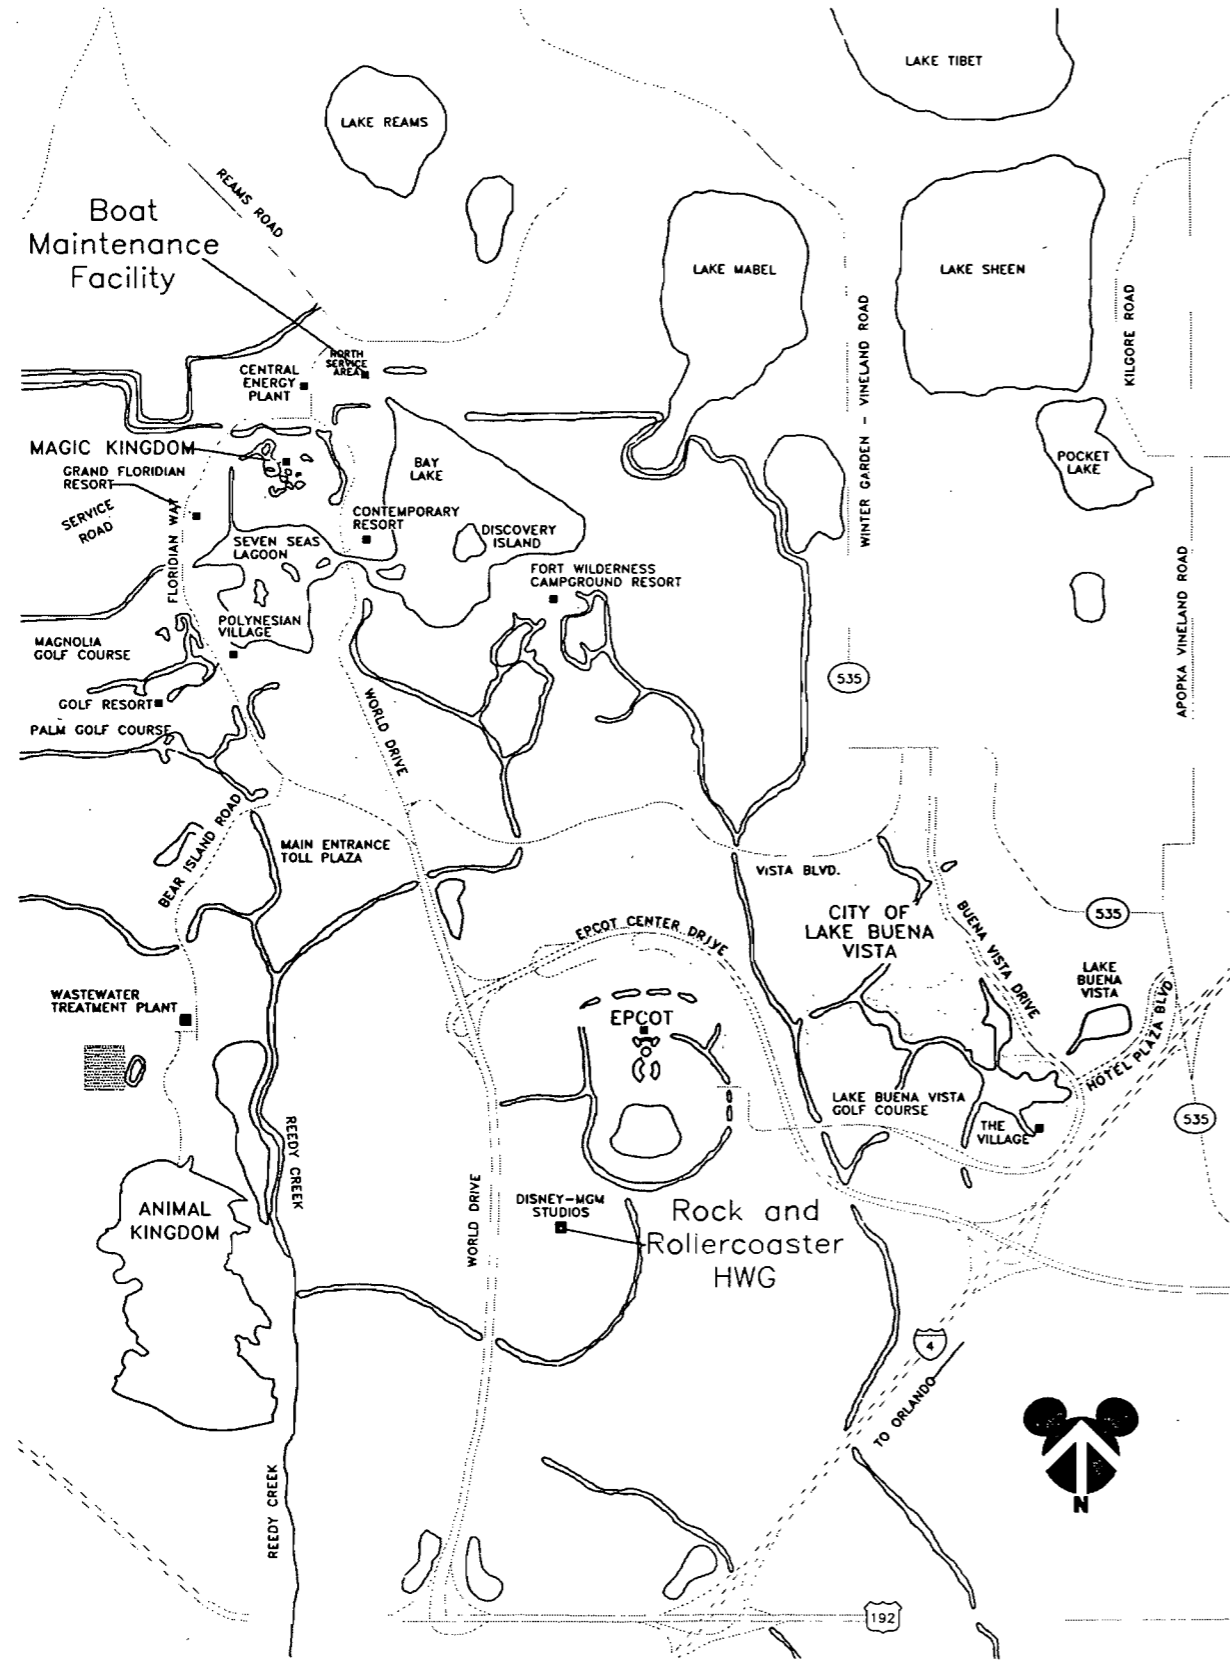 LAKE TIBET
LAKE REAMS
REAMS ROAD
Boat
Maintenance
Facility
LAKE MABEL
LAKE SHEEN
KILGORE ROAD
WINTER GARDEN - VINELAND ROAD
NORTH
SERVICE
AREA
CENTRAL
ENERGY
PLANT
MAGIC KINGDOM
GRAND FLORIDIAN
RESORT
SERVICE
ROAD
FLORIDIAN WAY
BAY
LAKE
POCKET
LAKE
CONTEMPORARY
RESORT
DISCOVERY
ISLAND
SEVEN SEAS
LAGOON
FORT WILDERNESS
CAMPGROUND RESORT
APOPKA VINELAND ROAD
POLYNESIAN
VILLAGE
MAGNOLIA
GOLF COURSE
535
GOLF RESORT
PALM GOLF COURSE
WORLD DRIVE
BEAR ISLAND ROAD
MAIN ENTRANCE
TOLL PLAZA
VISTA BLVD.
EPCOT CENTER DRIVE
CITY OF
LAKE BUENA
VISTA
BUENA VISTA DRIVE
535
LAKE
BUENA
VISTA
HOTEL PLAZA BLVD
WASTEWATER
TREATMENT PLANT
EPCOT
LAKE BUENA VISTA
GOLF COURSE
THE
VILLAGE
535
REEDY CREEK
ANIMAL
KINGDOM
WORLD DRIVE
DISNEY-MGM
STUDIOS
Rock and
Rollercoaster
HWG
4
TO ORLANDO
REEDY CREEK
N
192